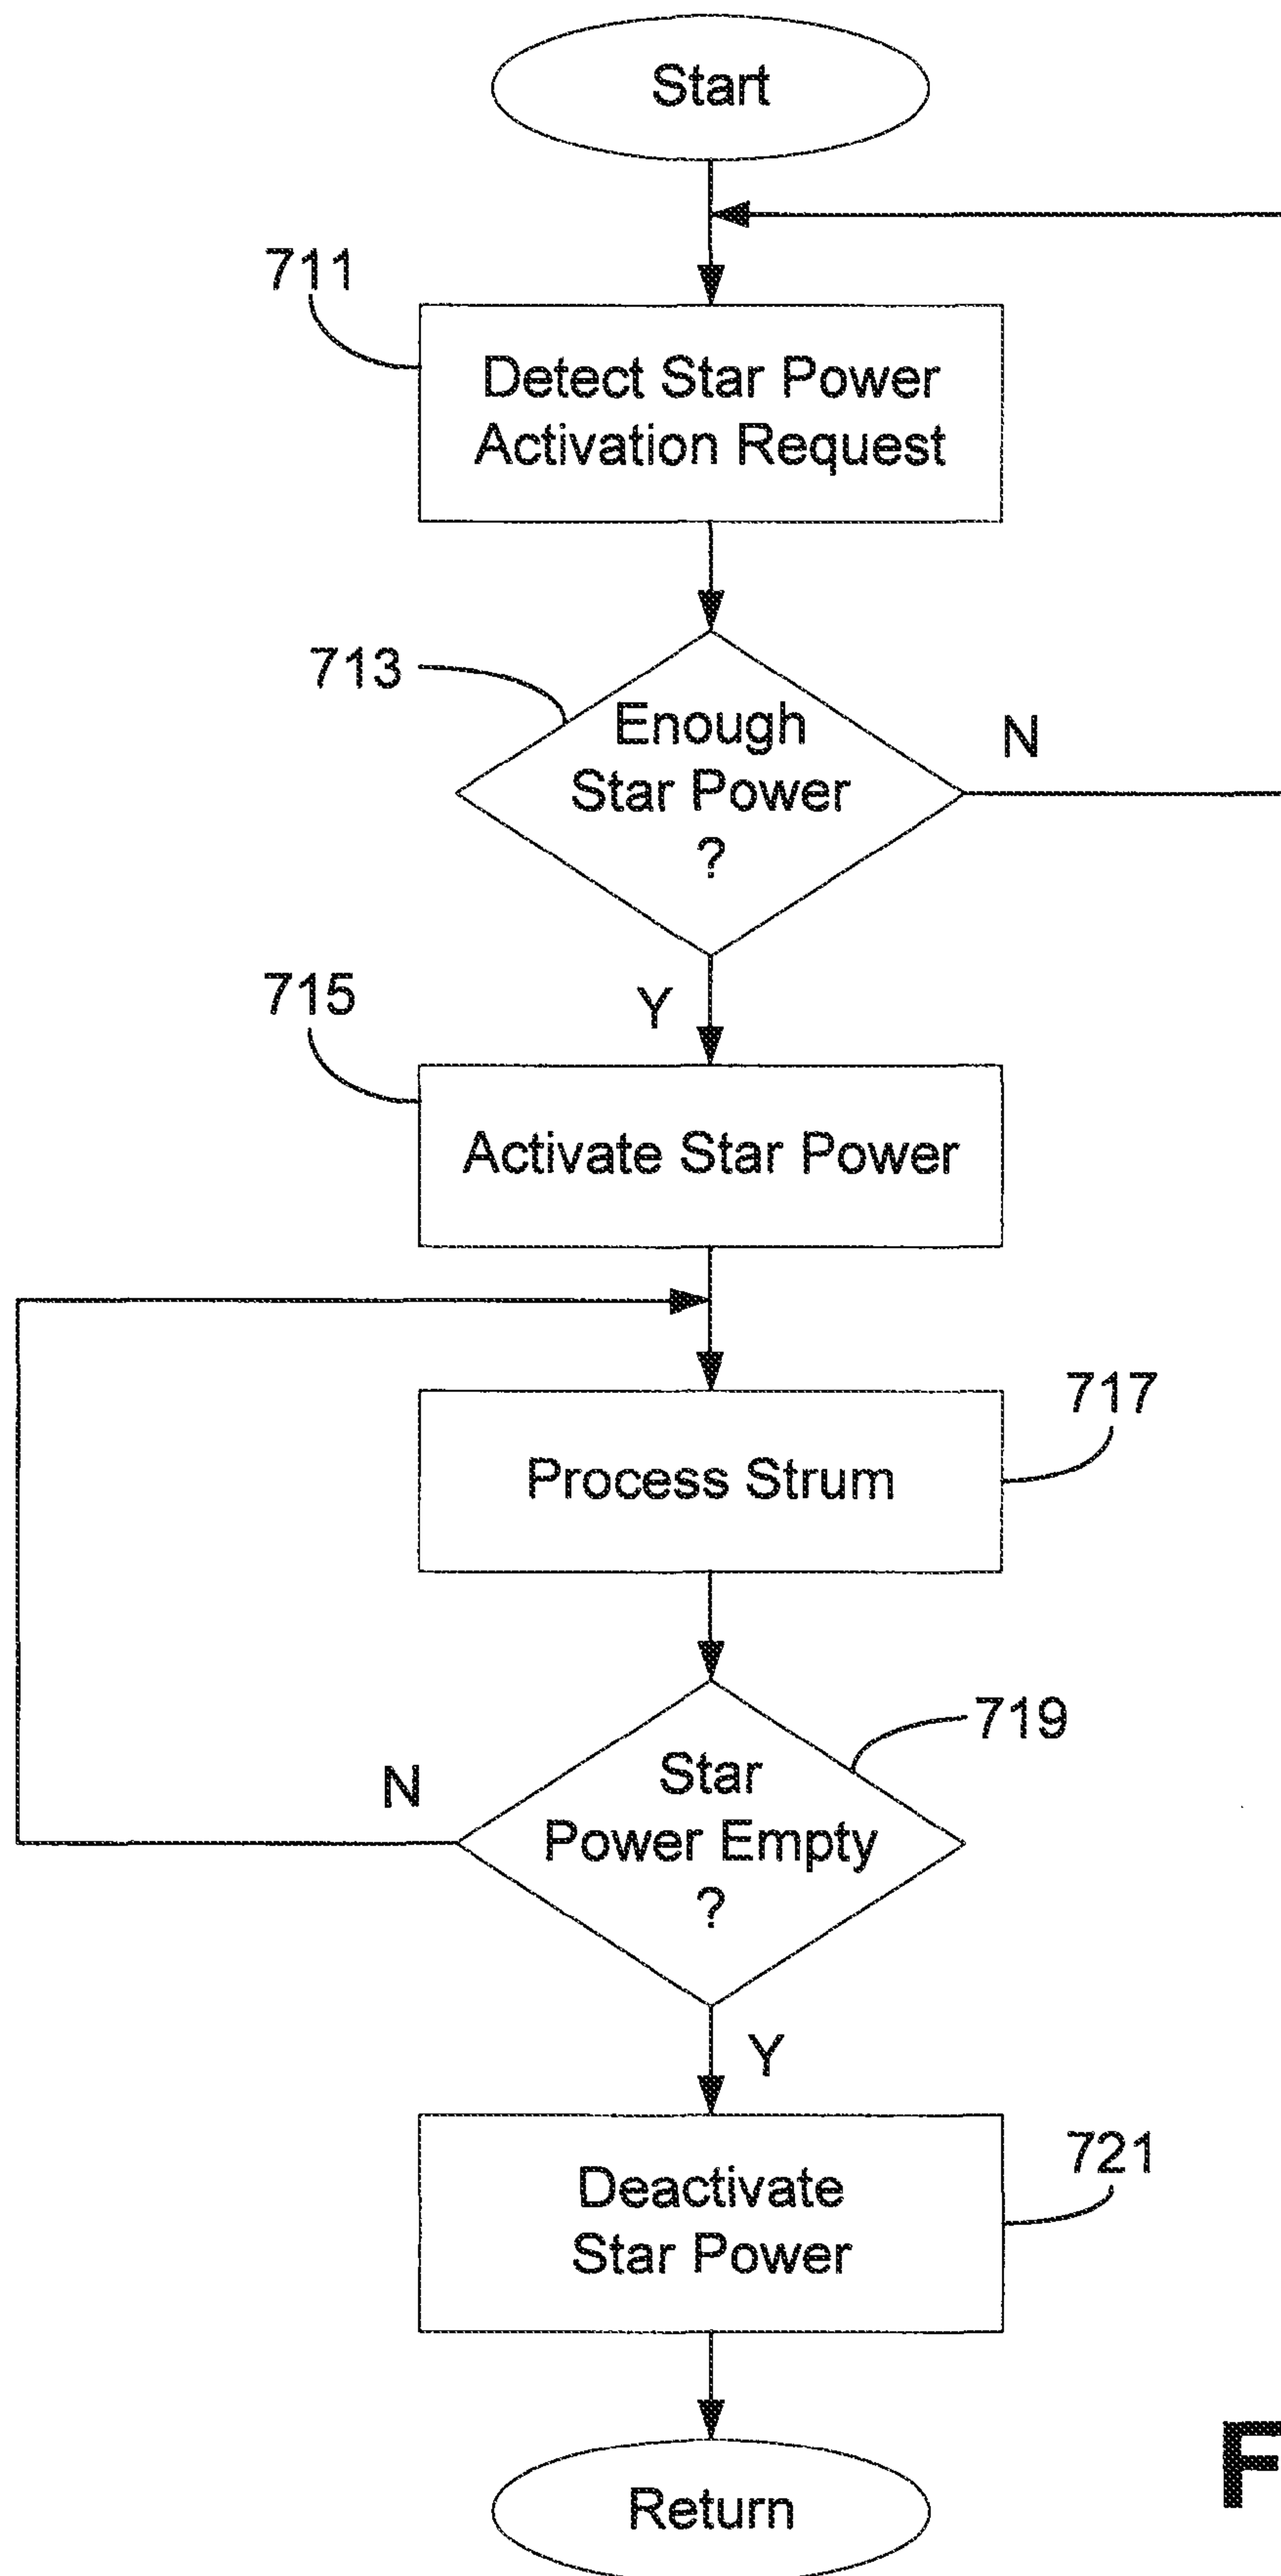 Start
711
Detect Star Power
Activation Request
713
Enough
Star Power
?
N
Y
715
Activate Star Power
717
Process Strum
719
Star
Power Empty
?
N
Y
721
Deactivate
Star Power
Return
F